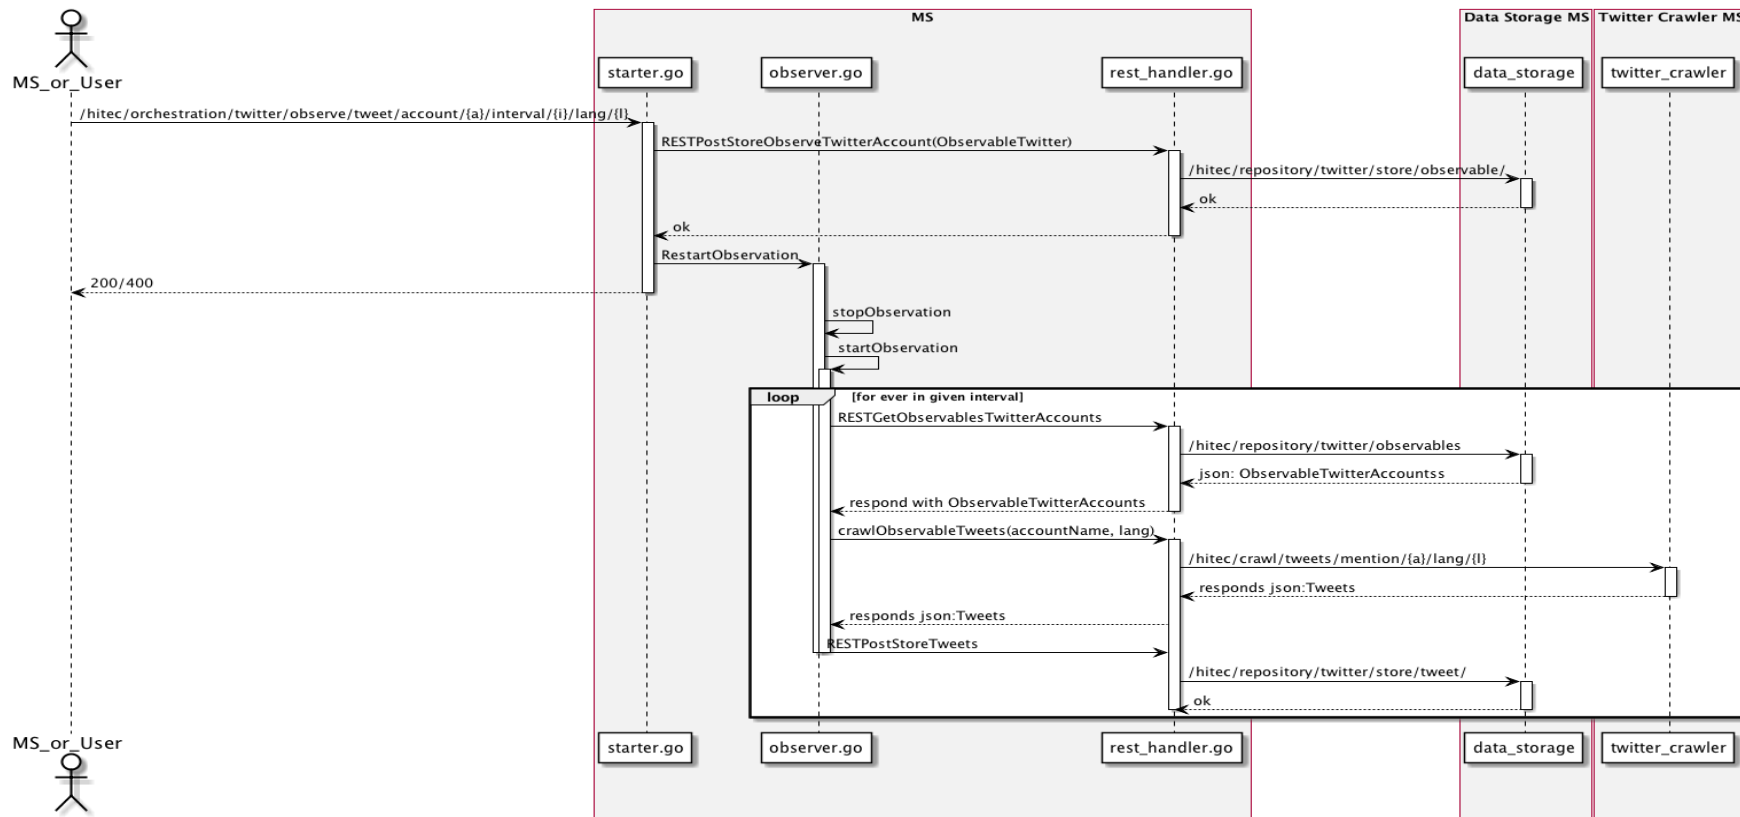 MS
Data Storage MS
Twitter Crawler MS
MS_or_User
starter.go
observer.go
rest_handler.go
data_storage
twitter_crawler
/hitec/orchestration/twitter/observe/tweet/account/{a}/interval/{i}/lang/{l}
RESTPostStoreObserveTwitterAccount(ObservableTwitter)
/hitec/repository/twitter/store/observable/
ok
ok
RestartObservation
200/400
stopObservation
startObservation
loop
[for ever in given interval]
RESTGetObservablesTwitterAccounts
/hitec/repository/twitter/observables
json: ObservableTwitterAccountss
respond with ObservableTwitterAccounts
crawlObservableTweets(accountName, lang)
/hitec/crawl/tweets/mention/{a}/lang/{l}
responds json:Tweets
responds json:Tweets
RESTPostStoreTweets
/hitec/repository/twitter/store/tweet/
ok
MS_or_User
starter.go
observer.go
rest_handler.go
data_storage
twitter_crawler